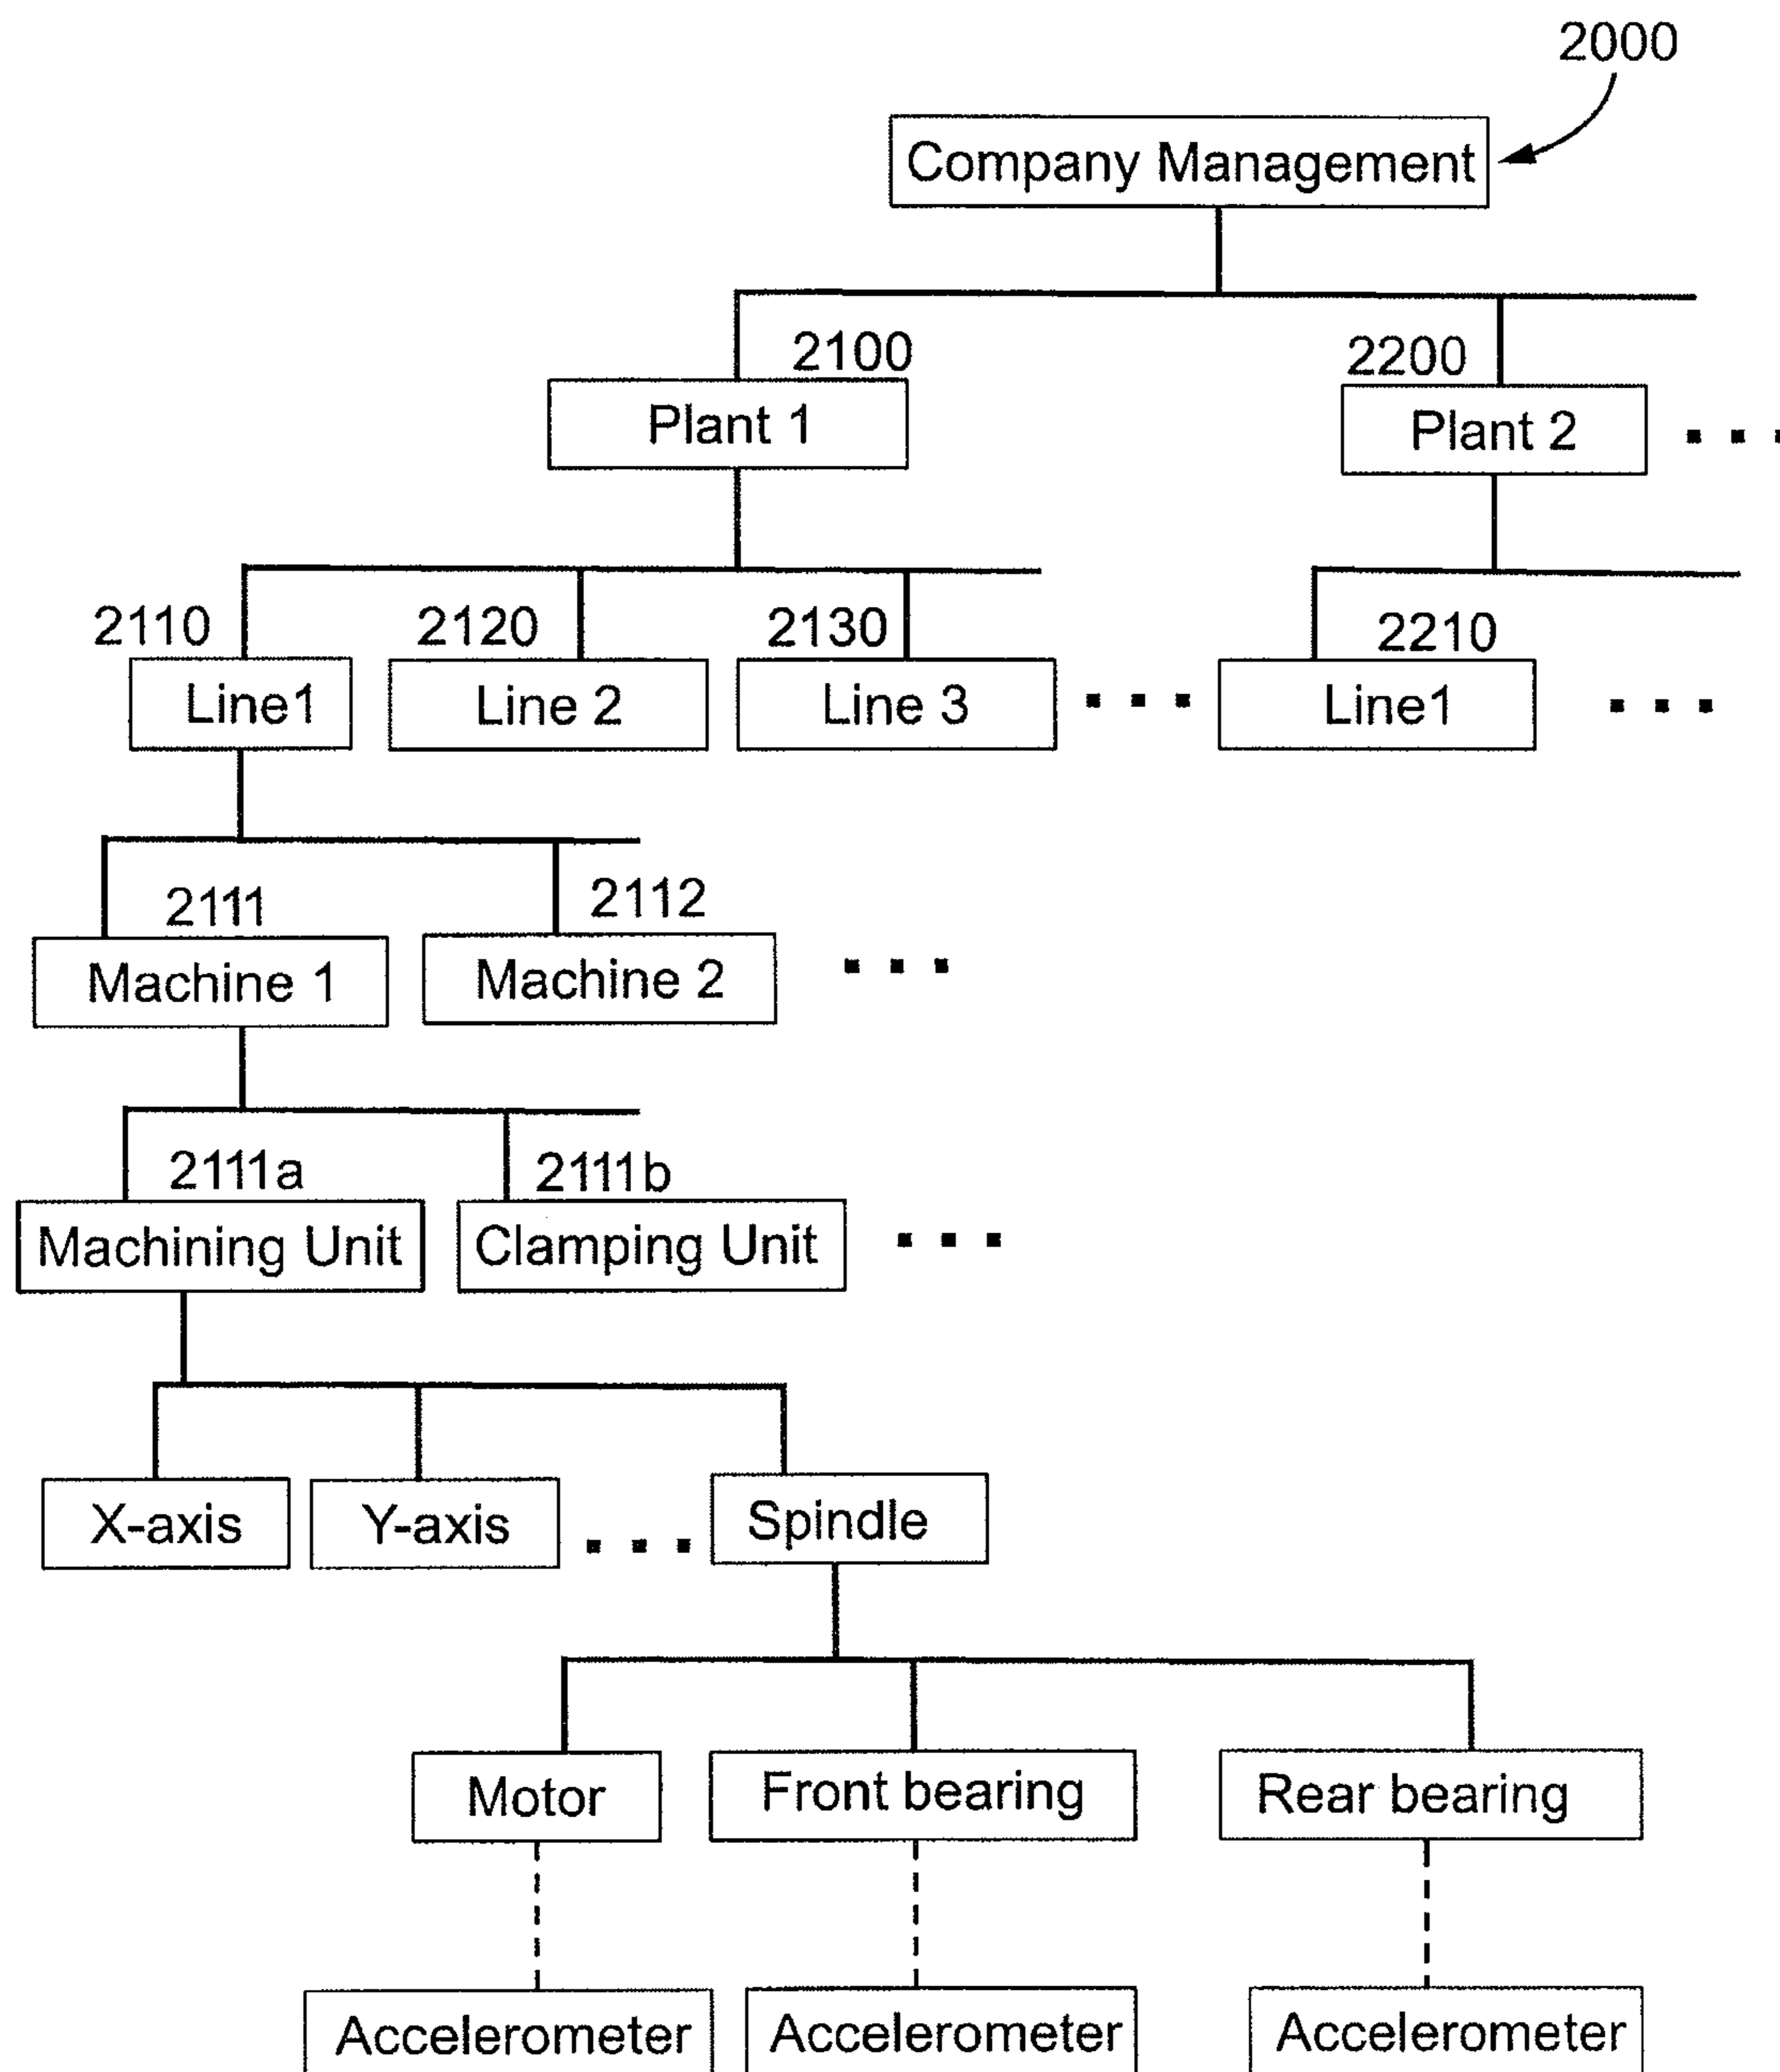 2000
Company Management
2100
2200
Plant 1
Plant 2
2110
2120
2130
2210
Line1
Line 2
Line 3
Line1
2111
2112
Machine 1
Machine 2
2111a
2111b
Machining Unit
Clamping Unit
X-axis
Y-axis
Spindle
Motor
Front bearing
Rear bearing
Accelerometer
Accelerometer
Accelerometer